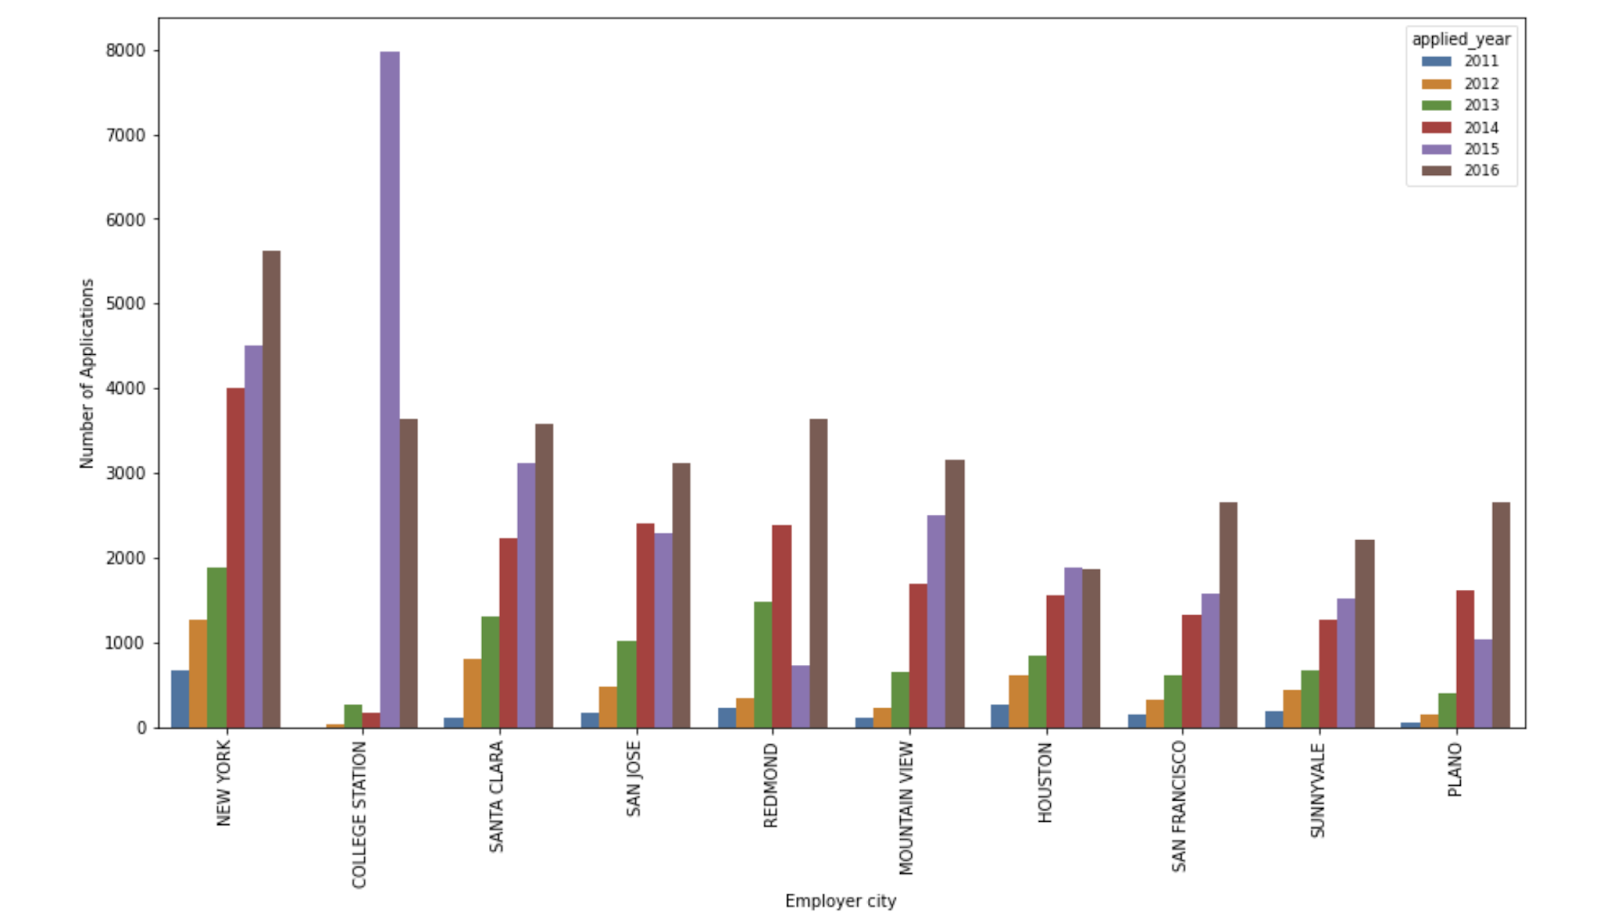 8000
7000
6000
5000
4000
3000
2000
1000
0
Number of Applications
applied_year
2011
2012
2013
2014
2015
2016
NEW YORK
COLLEGE STATION
SANTA CLARA
SAN JOSE
REDMOND
MOUNTAIN VIEW
HOUSTON
SAN FRANCISCO
SUNNYVALE
PLANO
Employer city